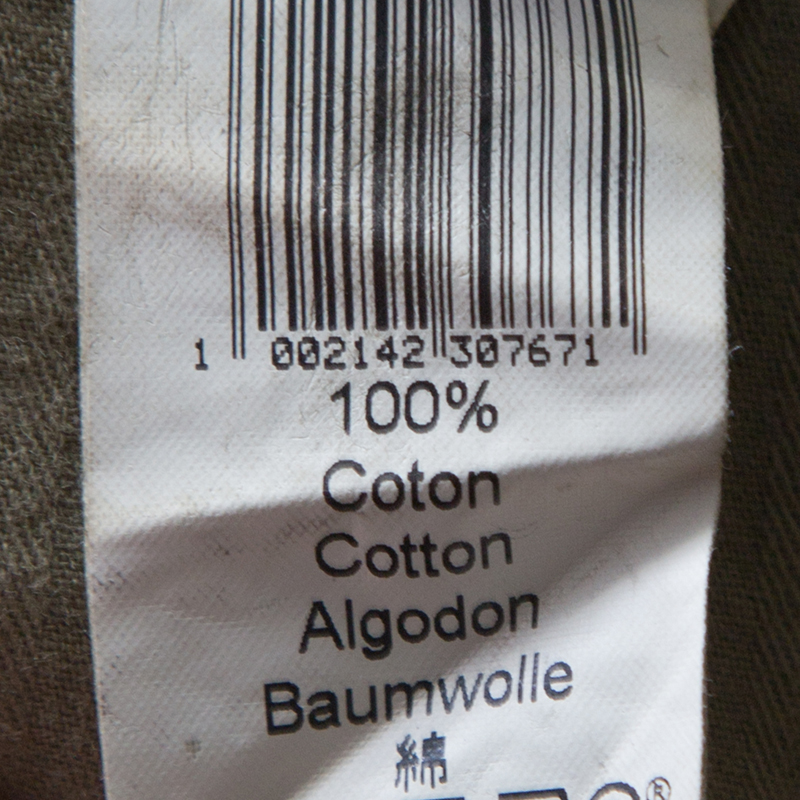 1 002142 307671
100%
Coton
Cotton
Algodon
Baumwolle
綿